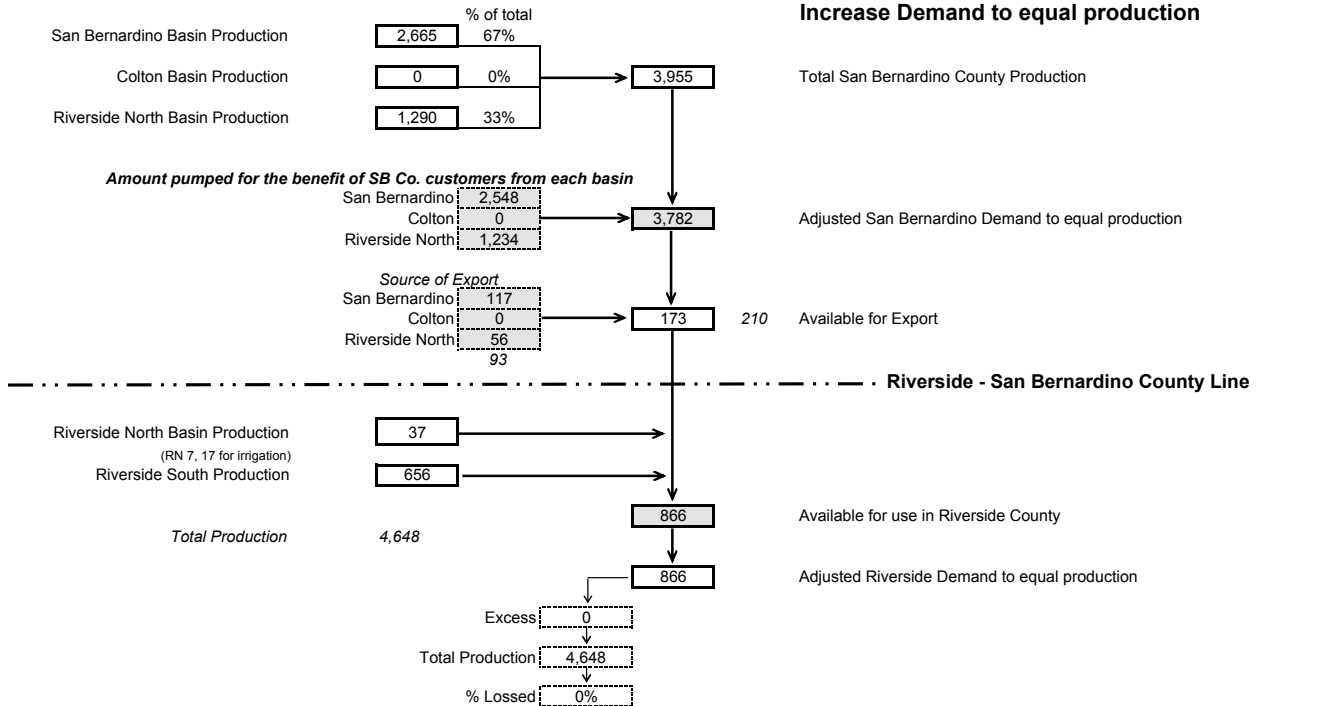 % of total
Increase Demand to equal production
San Bernardino Basin Production 2,665 67%
Colton Basin Production 0 0% 3,955 Total San Bernardino County Production
Riverside North Basin Production 1,290 33%
Amount pumped for the benefit of SB Co. customers from each basin
San Bernardino 2,548
Colton 0 3,782 Adjusted San Bernardino Demand to equal production
Riverside North 1,234
Source of Export
San Bernardino 117
Colton 0 173 210 Available for Export
Riverside North 56
93
Riverside - San Bernardino County Line
Riverside North Basin Production 37
(RN 7, 17 for irrigation)
Riverside South Production 656
866 Available for use in Riverside County
Total Production 4,648
866 Adjusted Riverside Demand to equal production
Excess 0
Total Production 4,648
% Lossed 0%